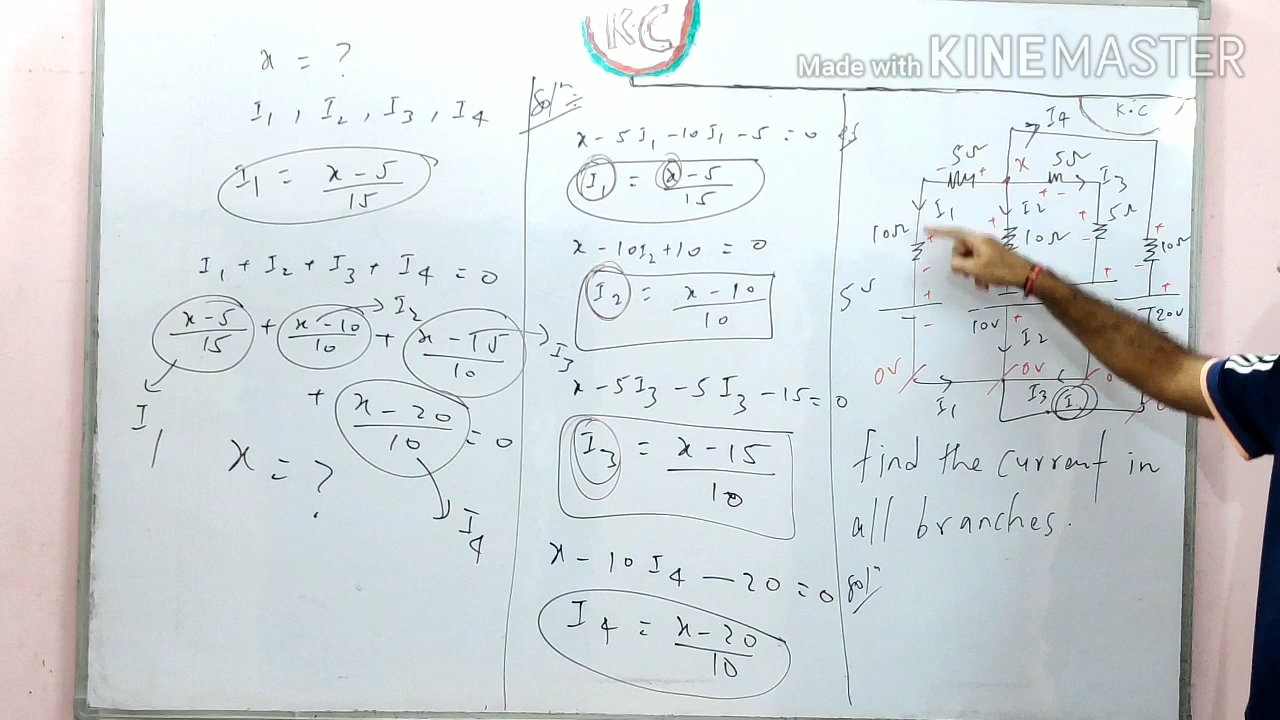 K.C
Made with KINEMASTER
x = ?
I1 , I2 , I3 , I4
I1 = x - 5 / 15
I1 + I2 + I3 + I4 = 0
x - 5 / 15 + x - 10 / 10 + x - 15 / 10
I2
I3
+ x - 20 / 10 = 0
I1
x = ?
I4
Soln
x - 5I1 - 10I1 - 5 = 0
I1 = x - 5 / 15
x - 10I2 + 10 = 0
I2 = x - 10 / 10
x - 5I3 - 5I3 - 15 = 0
I3 = x - 15 / 10
x - 10I4 - 20 = 0
I4 = x - 20 / 10
K.C
I4
- 5Ω +
x
5Ω
+ -
I3
I1
I2
10Ω
+
-
+
10Ω
+
-
5Ω
+
-
10Ω
5V
+
-
10V
+
+
+
20V
I2
0V
0V
0
I1
I3
I
find the current in
all branches.
Soln